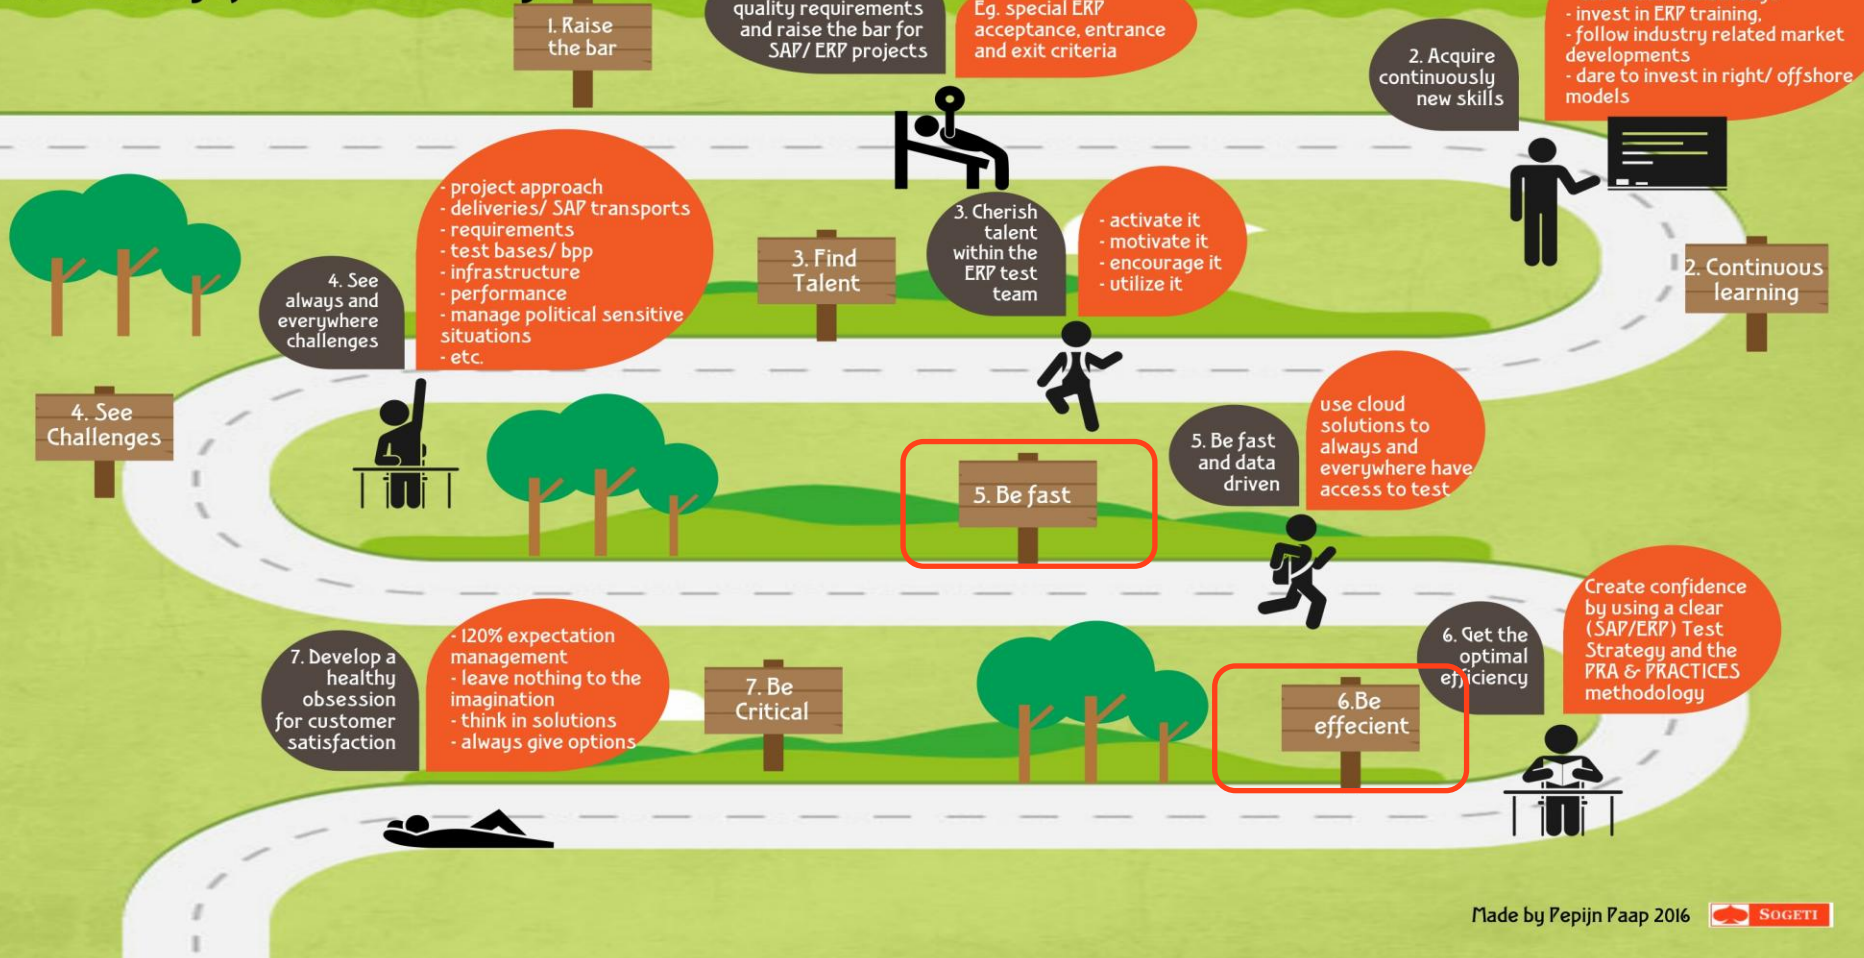 1. Raise
the bar
quality requirements
and raise the bar for
SAP/ ERP projects
Eg. special ERP
acceptance, entrance
and exit criteria
2. Acquire
continuously
new skills
- invest in ERP training,
- follow industry related market
developments
- dare to invest in right/ offshore
models
2. Continuous
learning
3. Find
Talent
3. Cherish
talent
within the
ERP test
team
- activate it
- motivate it
- encourage it
- utilize it
4. See
always and
everywhere
challenges
- project approach
- deliveries/ SAP transports
- requirements
- test bases/ bpp
- infrastructure
- performance
- manage political sensitive
situations
- etc.
4. See
Challenges
5. Be fast
5. Be fast
and data
driven
use cloud
solutions to
always and
everywhere have
access to test
6. Get the
optimal
efficiency
Create confidence
by using a clear
(SAP/ERP) Test
Strategy and the
PRA & PRACTICES
methodology
6.Be
effecient
7. Develop a
healthy
obsession
for customer
satisfaction
- 120% expectation
management
- leave nothing to the
imagination
- think in solutions
- always give options
7. Be
Critical
Made by Pepijn Paap 2016
SOGETI